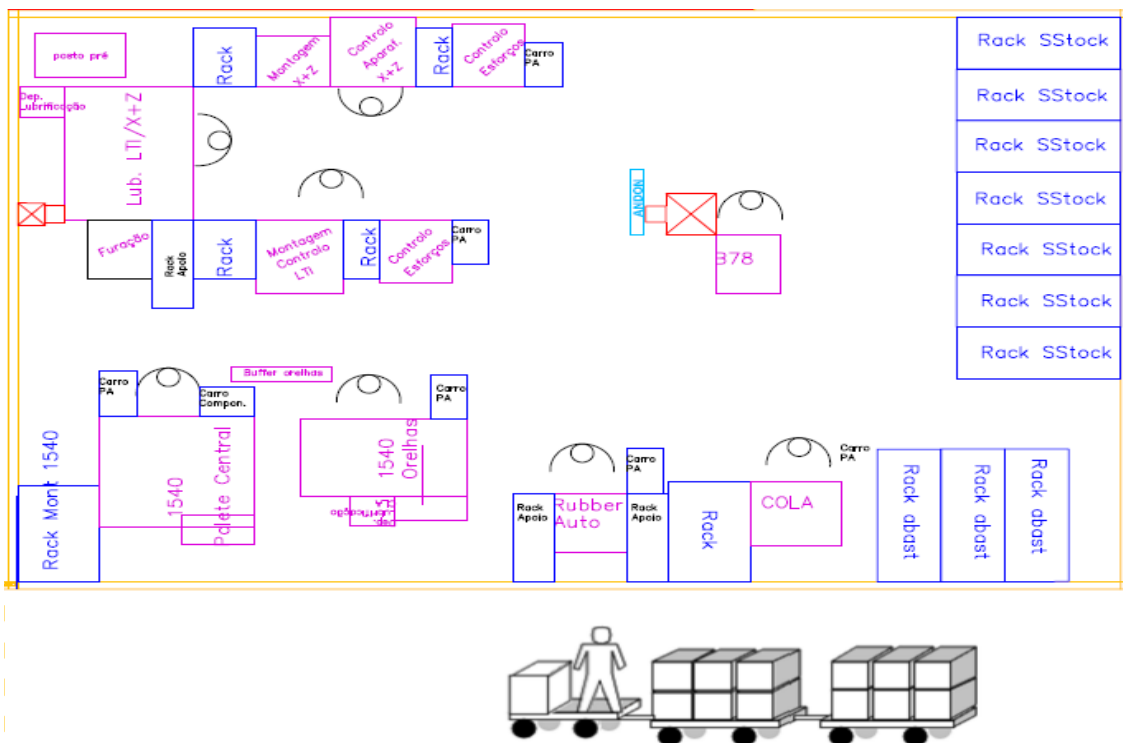 posto pré
Rack
Montagem
X+Z
Controlo
Aparaf.
X+Z
Rack
Controlo
Esforços
Carro
PA
Rack SStock
Rack SStock
Rack SStock
Rack SStock
Rack SStock
Rack SStock
Rack SStock
Dep.
Lubrificação
Lub. LTI/X+Z
Furação
Rack
Apoio
Rack
Montagem
Controlo
LTI
Rack
Controlo
Esforços
Carro
PA
ANDON
378
Carro
PA
Carro
Compon.
Buffer orelhas
Carro
PA
Rack Mont 1540
1540
Palete Central
1540
Orelhas
Dep.
Lubrificação
Rack
Apoio
Rubber
Auto
Carro
PA
Rack
Apoio
Rack
COLA
Carro
PA
Rack abast
Rack abast
Rack abast